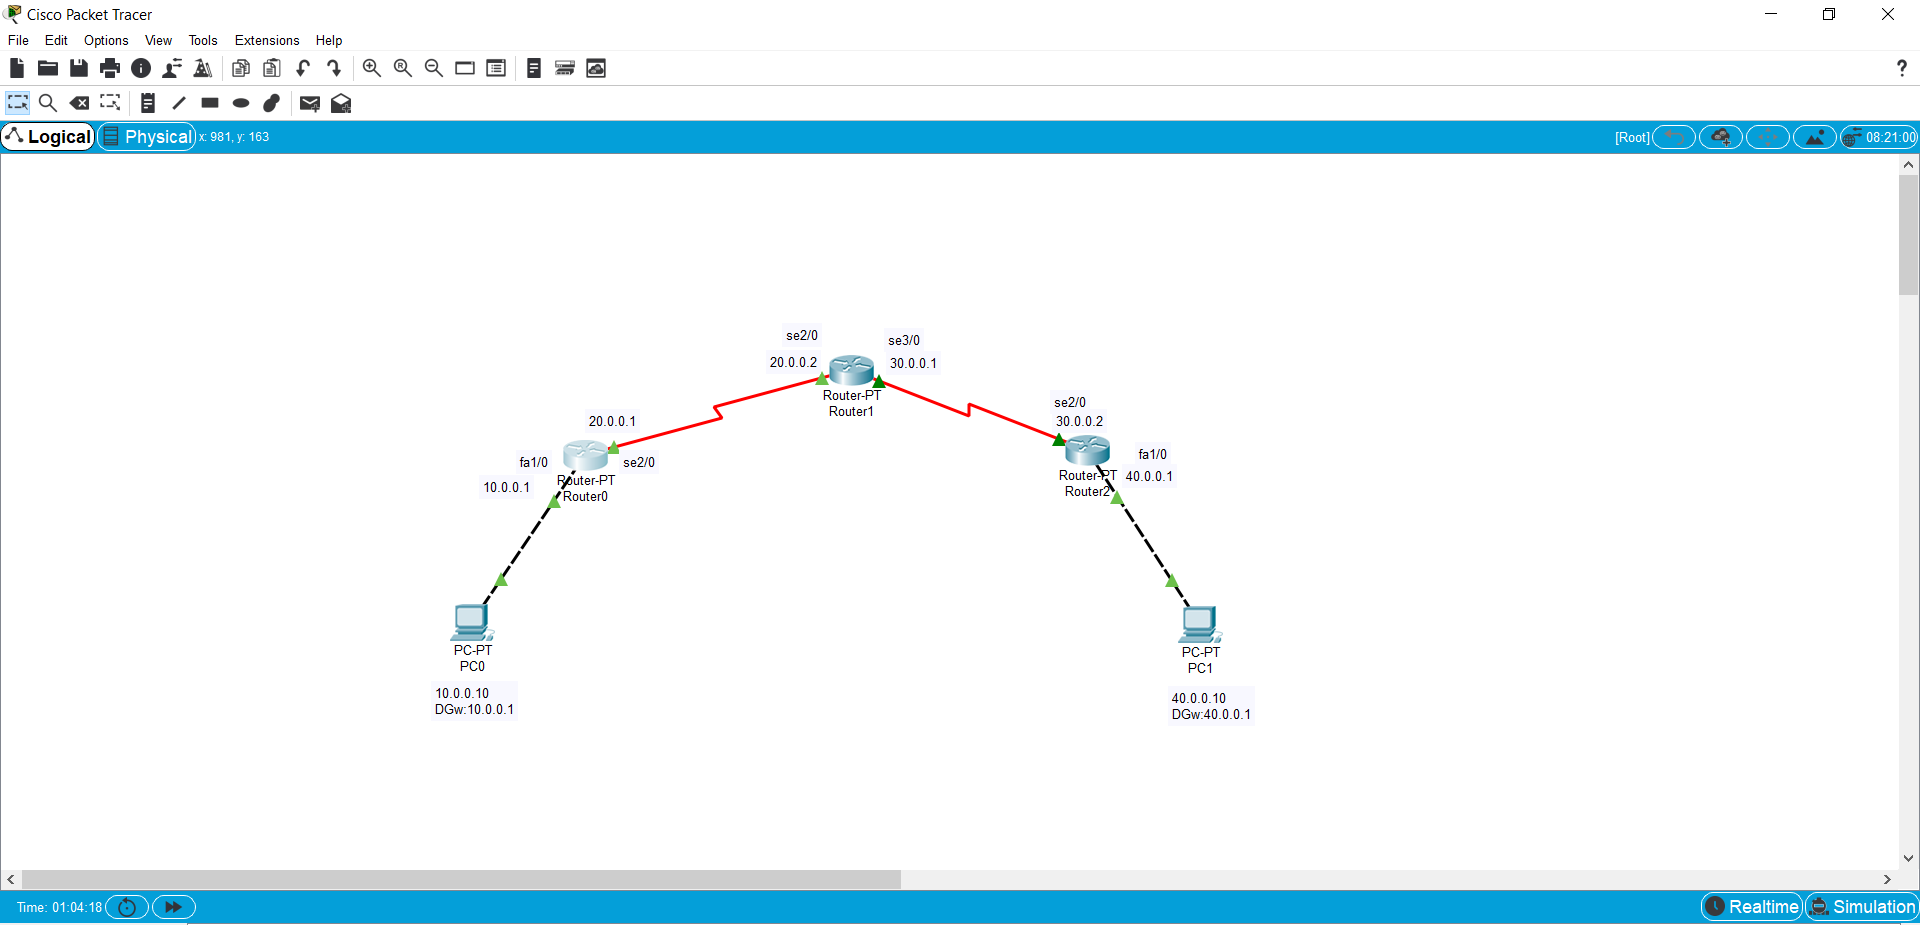 Cisco Packet Tracer
File Edit Options View Tools Extensions Help
?
Logical Physical x: 981, y: 163 [Root] 08:21:00
se2/0
20.0.0.2
se3/0
30.0.0.1
Router-PT
Router1
20.0.0.1
fa1/0
se2/0
10.0.0.1
Router-PT
Router0
se2/0
30.0.0.2
fa1/0
40.0.0.1
Router-PT
Router2
PC-PT
PC0
10.0.0.10
DGw:10.0.0.1
PC-PT
PC1
40.0.0.10
DGw:40.0.0.1
Time: 01:04:18 Realtime Simulation